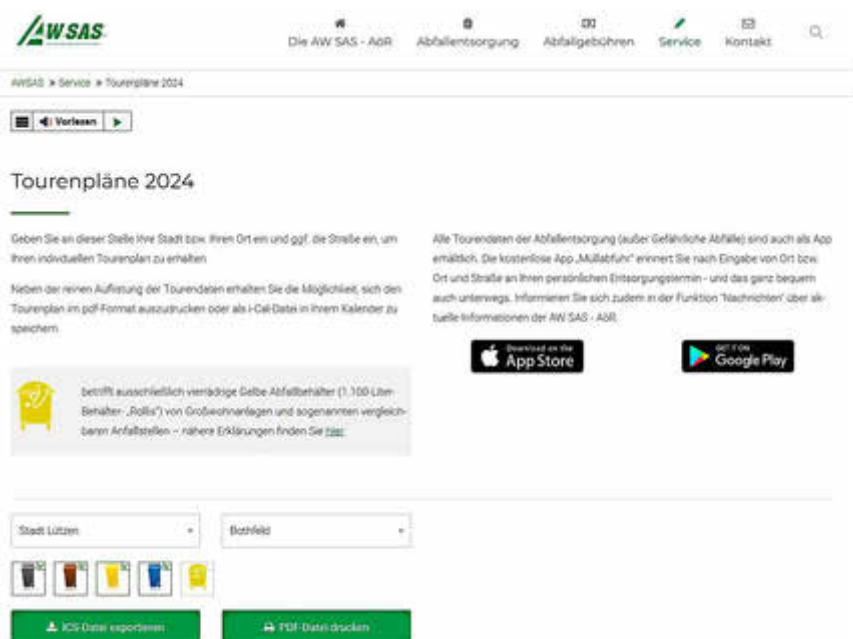 AW SAS
Die AW SAS - AöR
Abfallentsorgung
Abfallgebühren
Service
Kontakt
AWSAS » Service » Tourenpläne 2024
Vorlesen
Tourenpläne 2024
Geben Sie an dieser Stelle Ihre Stadt bzw. Ihren Ort ein und ggf. die Straße ein, um
Ihren individuellen Tourenplan zu erhalten.
Neben der reinen Auflistung der Tourendaten erhalten Sie die Möglichkeit, sich den
Tourenplan im pdf-Format auszudrucken oder als i-Cal-Datei in Ihrem Kalender zu
speichern.
betrifft ausschließlich vierrädrige Gelbe Abfallbehälter (1.100-Liter-
Behälter- „Rollis") von Großwohnanlagen und sogenannten vergleich-
baren Anfallstellen – nähere Erklärungen finden Sie hier.
Alle Tourendaten der Abfallentsorgung (außer Gefährliche Abfälle) sind auch als App
erhältlich. Die kostenlose App „Müllabfuhr" erinnert Sie nach Eingabe von Ort bzw.
Ort und Straße an Ihren persönlichen Entsorgungstermin - und das ganz bequem
auch unterwegs. Informieren Sie sich zudem in der Funktion "Nachrichten" über ak-
tuelle Informationen der AW SAS - AöR.
Download on the
App Store
GET IT ON
Google Play
Stadt Lützen
Bothfeld
ICS-Datei exportieren
PDF-Datei drucken